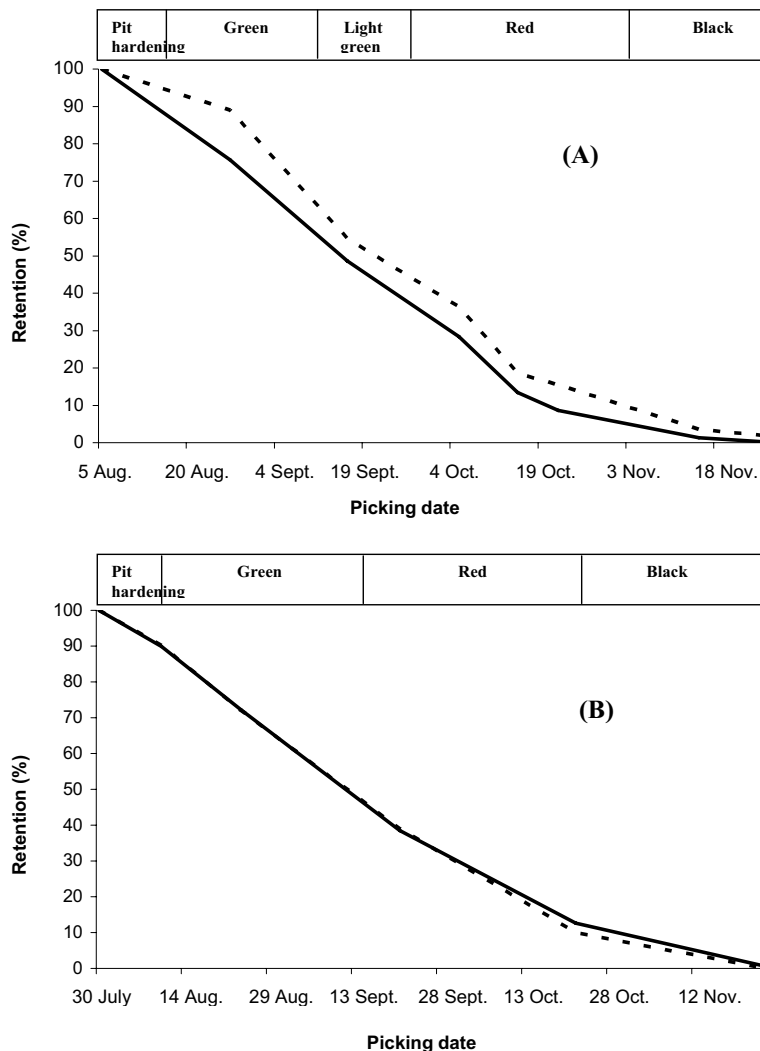 Pit hardening Green Light green Red Black
100
90
80
70
60
50
40
30
20
10
0
Retention (%)
(A)
5 Aug. 20 Aug. 4 Sept. 19 Sept. 4 Oct. 19 Oct. 3 Nov. 18 Nov.
Picking date
Pit hardening Green Red Black
100
90
80
70
60
50
40
30
20
10
0
Retention (%)
(B)
30 July 14 Aug. 29 Aug. 13 Sept. 28 Sept. 13 Oct. 28 Oct. 12 Nov.
Picking date